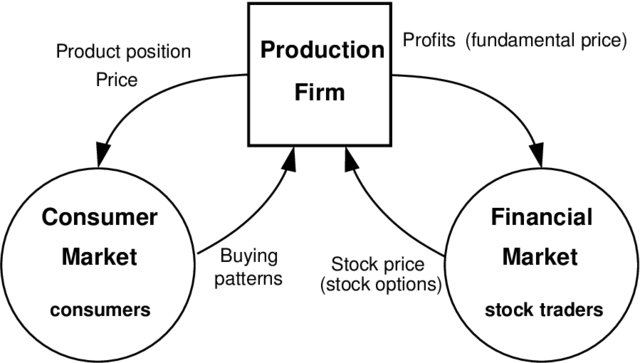 Production
Firm
Product position
Price
Profits (fundamental price)
Consumer
Market
consumers
Buying
patterns
Stock price
(stock options)
Financial
Market
stock traders